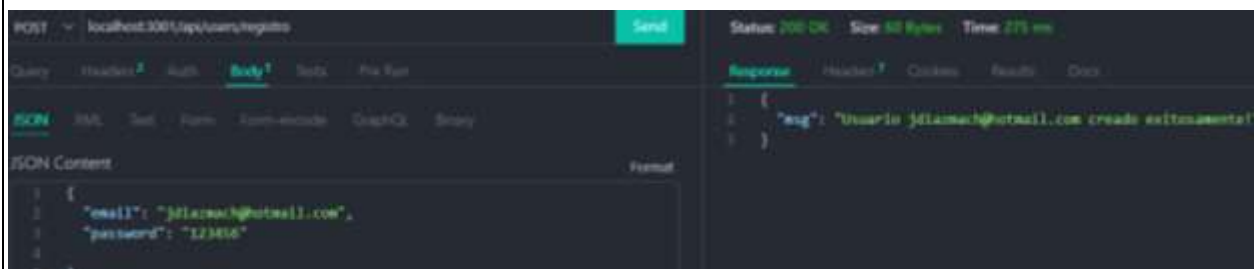 POST localhost:3001/api/users/registro Send
Status: 200 OK Size: 60 Bytes Time: 275 ms
Query Headers 2 Auth Body 1 Tests Pre Run
Response Headers 7 Cookies Results Docs
JSON XML Text Form Form-encode GraphQL Binary
JSON Content Format
1 {
2 "email": "jdiazmach@hotmail.com",
3 "password": "123456"
4
1 {
2 "msg": "Usuario jdiazmach@hotmail.com creado exitosamente!
3 }